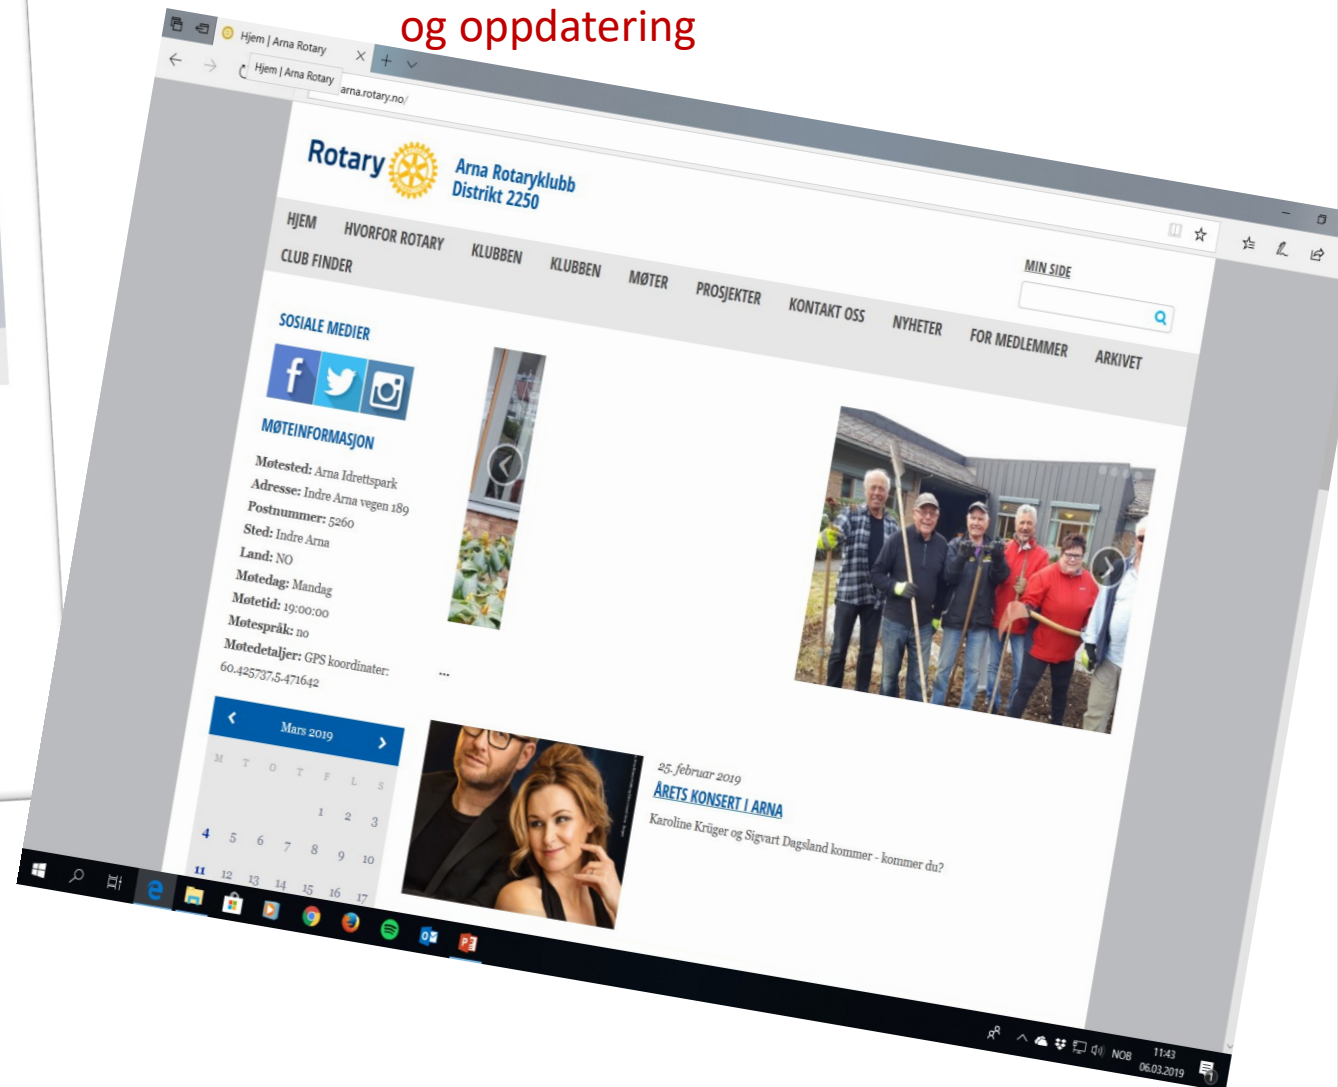 og oppdatering
Hjem | Arna Rotary
Hjem | Arna Rotary
arna.rotary.no/
Rotary
Arna Rotaryklubb
Distrikt 2250
MIN SIDE
HJEM HVORFOR ROTARY KLUBBEN KLUBBEN MØTER PROSJEKTER KONTAKT OSS NYHETER FOR MEDLEMMER ARKIVET
CLUB FINDER
SOSIALE MEDIER
MØTEINFORMASJON
Møtested: Arna Idrettspark
Adresse: Indre Arna vegen 189
Postnummer: 5260
Sted: Indre Arna
Land: NO
Møtedag: Mandag
Møtetid: 19:00:00
Møtespråk: no
Møtedetaljer: GPS koordinater:
60.425737,5.471642
...
Mars 2019
M T O T F L S
1 2 3
4 5 6 7 8 9 10
11 12 13 14 15 16 17
25. februar 2019
ÅRETS KONSERT I ARNA
Karoline Krüger og Sigvart Dagsland kommer - kommer du?
NOB
11:43
06.03.2019
1